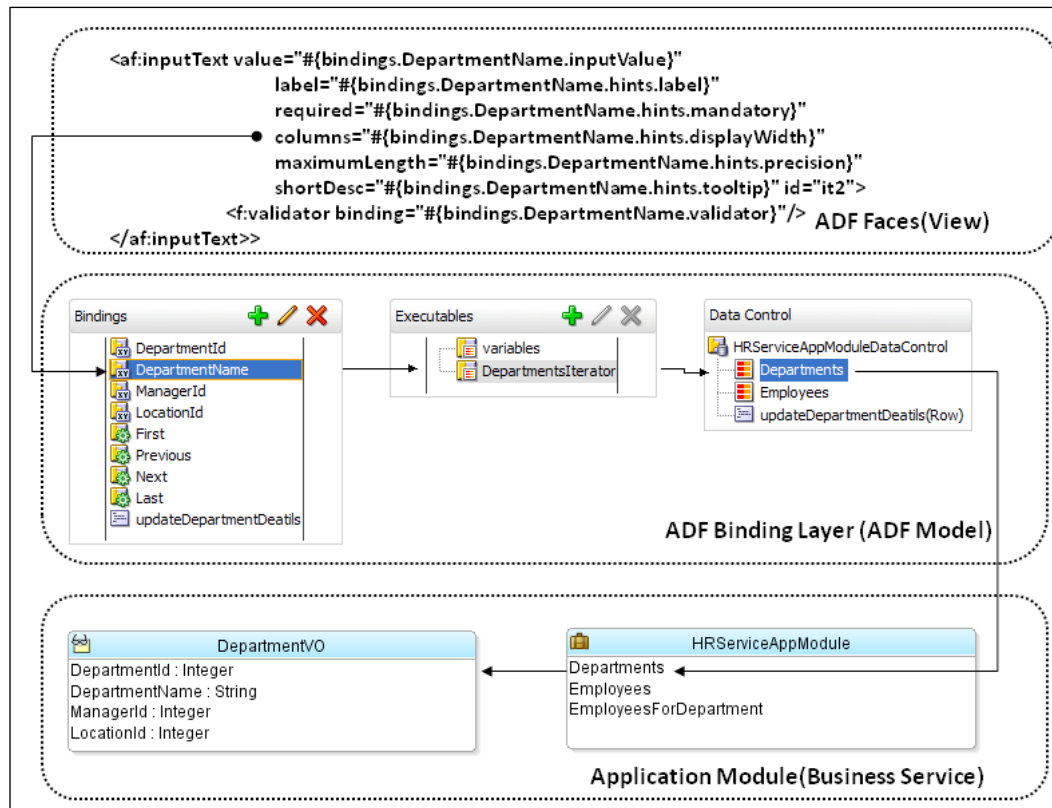 <af:inputText value="#{bindings.DepartmentName.inputValue}"
label="#{bindings.DepartmentName.hints.label}"
required="#{bindings.DepartmentName.hints.mandatory}"
columns="#{bindings.DepartmentName.hints.displayWidth}"
maximumLength="#{bindings.DepartmentName.hints.precision}"
shortDesc="#{bindings.DepartmentName.hints.tooltip}" id="it2">
<f:validator binding="#{bindings.DepartmentName.validator}"/>
</af:inputText>>
ADF Faces(View)
Bindings
DepartmentId
DepartmentName
ManagerId
LocationId
First
Previous
Next
Last
updateDepartmentDeatils
Executables
variables
DepartmentsIterator
Data Control
HRServiceAppModuleDataControl
Departments
Employees
updateDepartmentDeatils(Row)
ADF Binding Layer (ADF Model)
DepartmentVO
DepartmentId : Integer
DepartmentName : String
ManagerId : Integer
LocationId : Integer
HRServiceAppModule
Departments
Employees
EmployeesForDepartment
Application Module(Business Service)